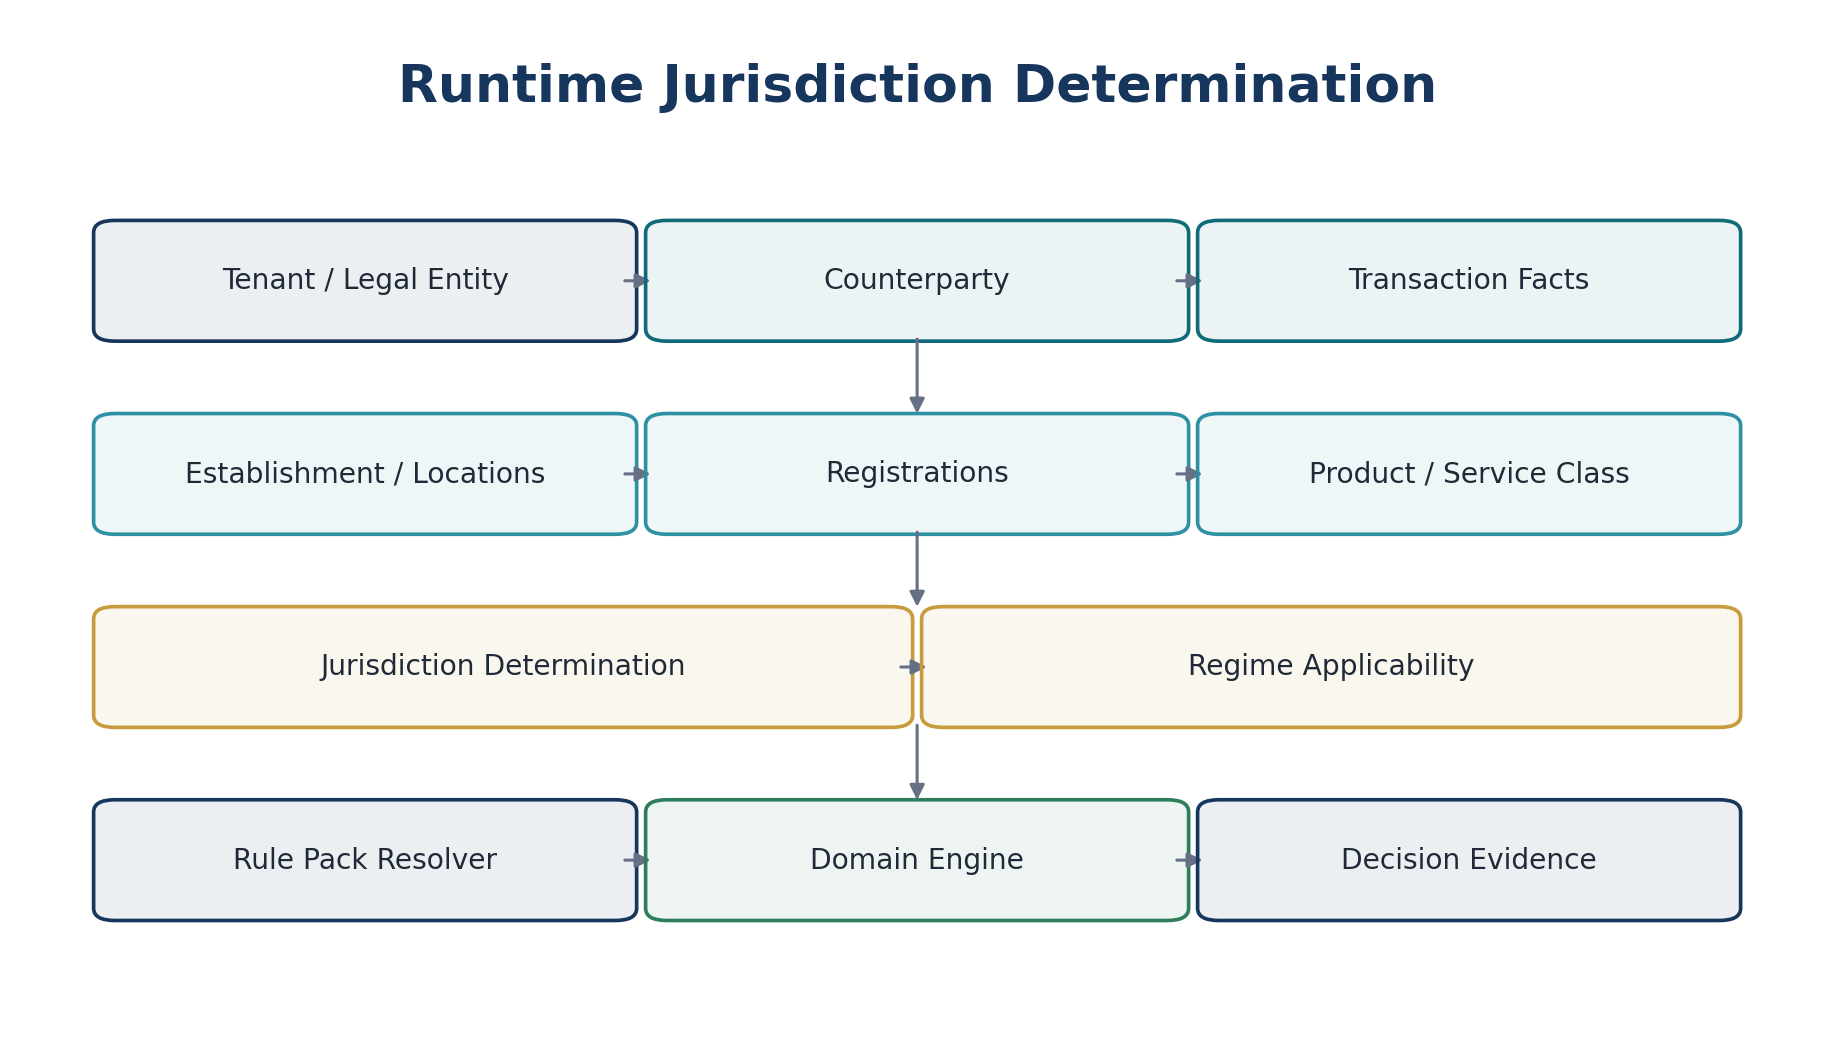 Runtime Jurisdiction Determination
Tenant / Legal Entity
Counterparty
Transaction Facts
Establishment / Locations
Registrations
Product / Service Class
Jurisdiction Determination
Regime Applicability
Rule Pack Resolver
Domain Engine
Decision Evidence